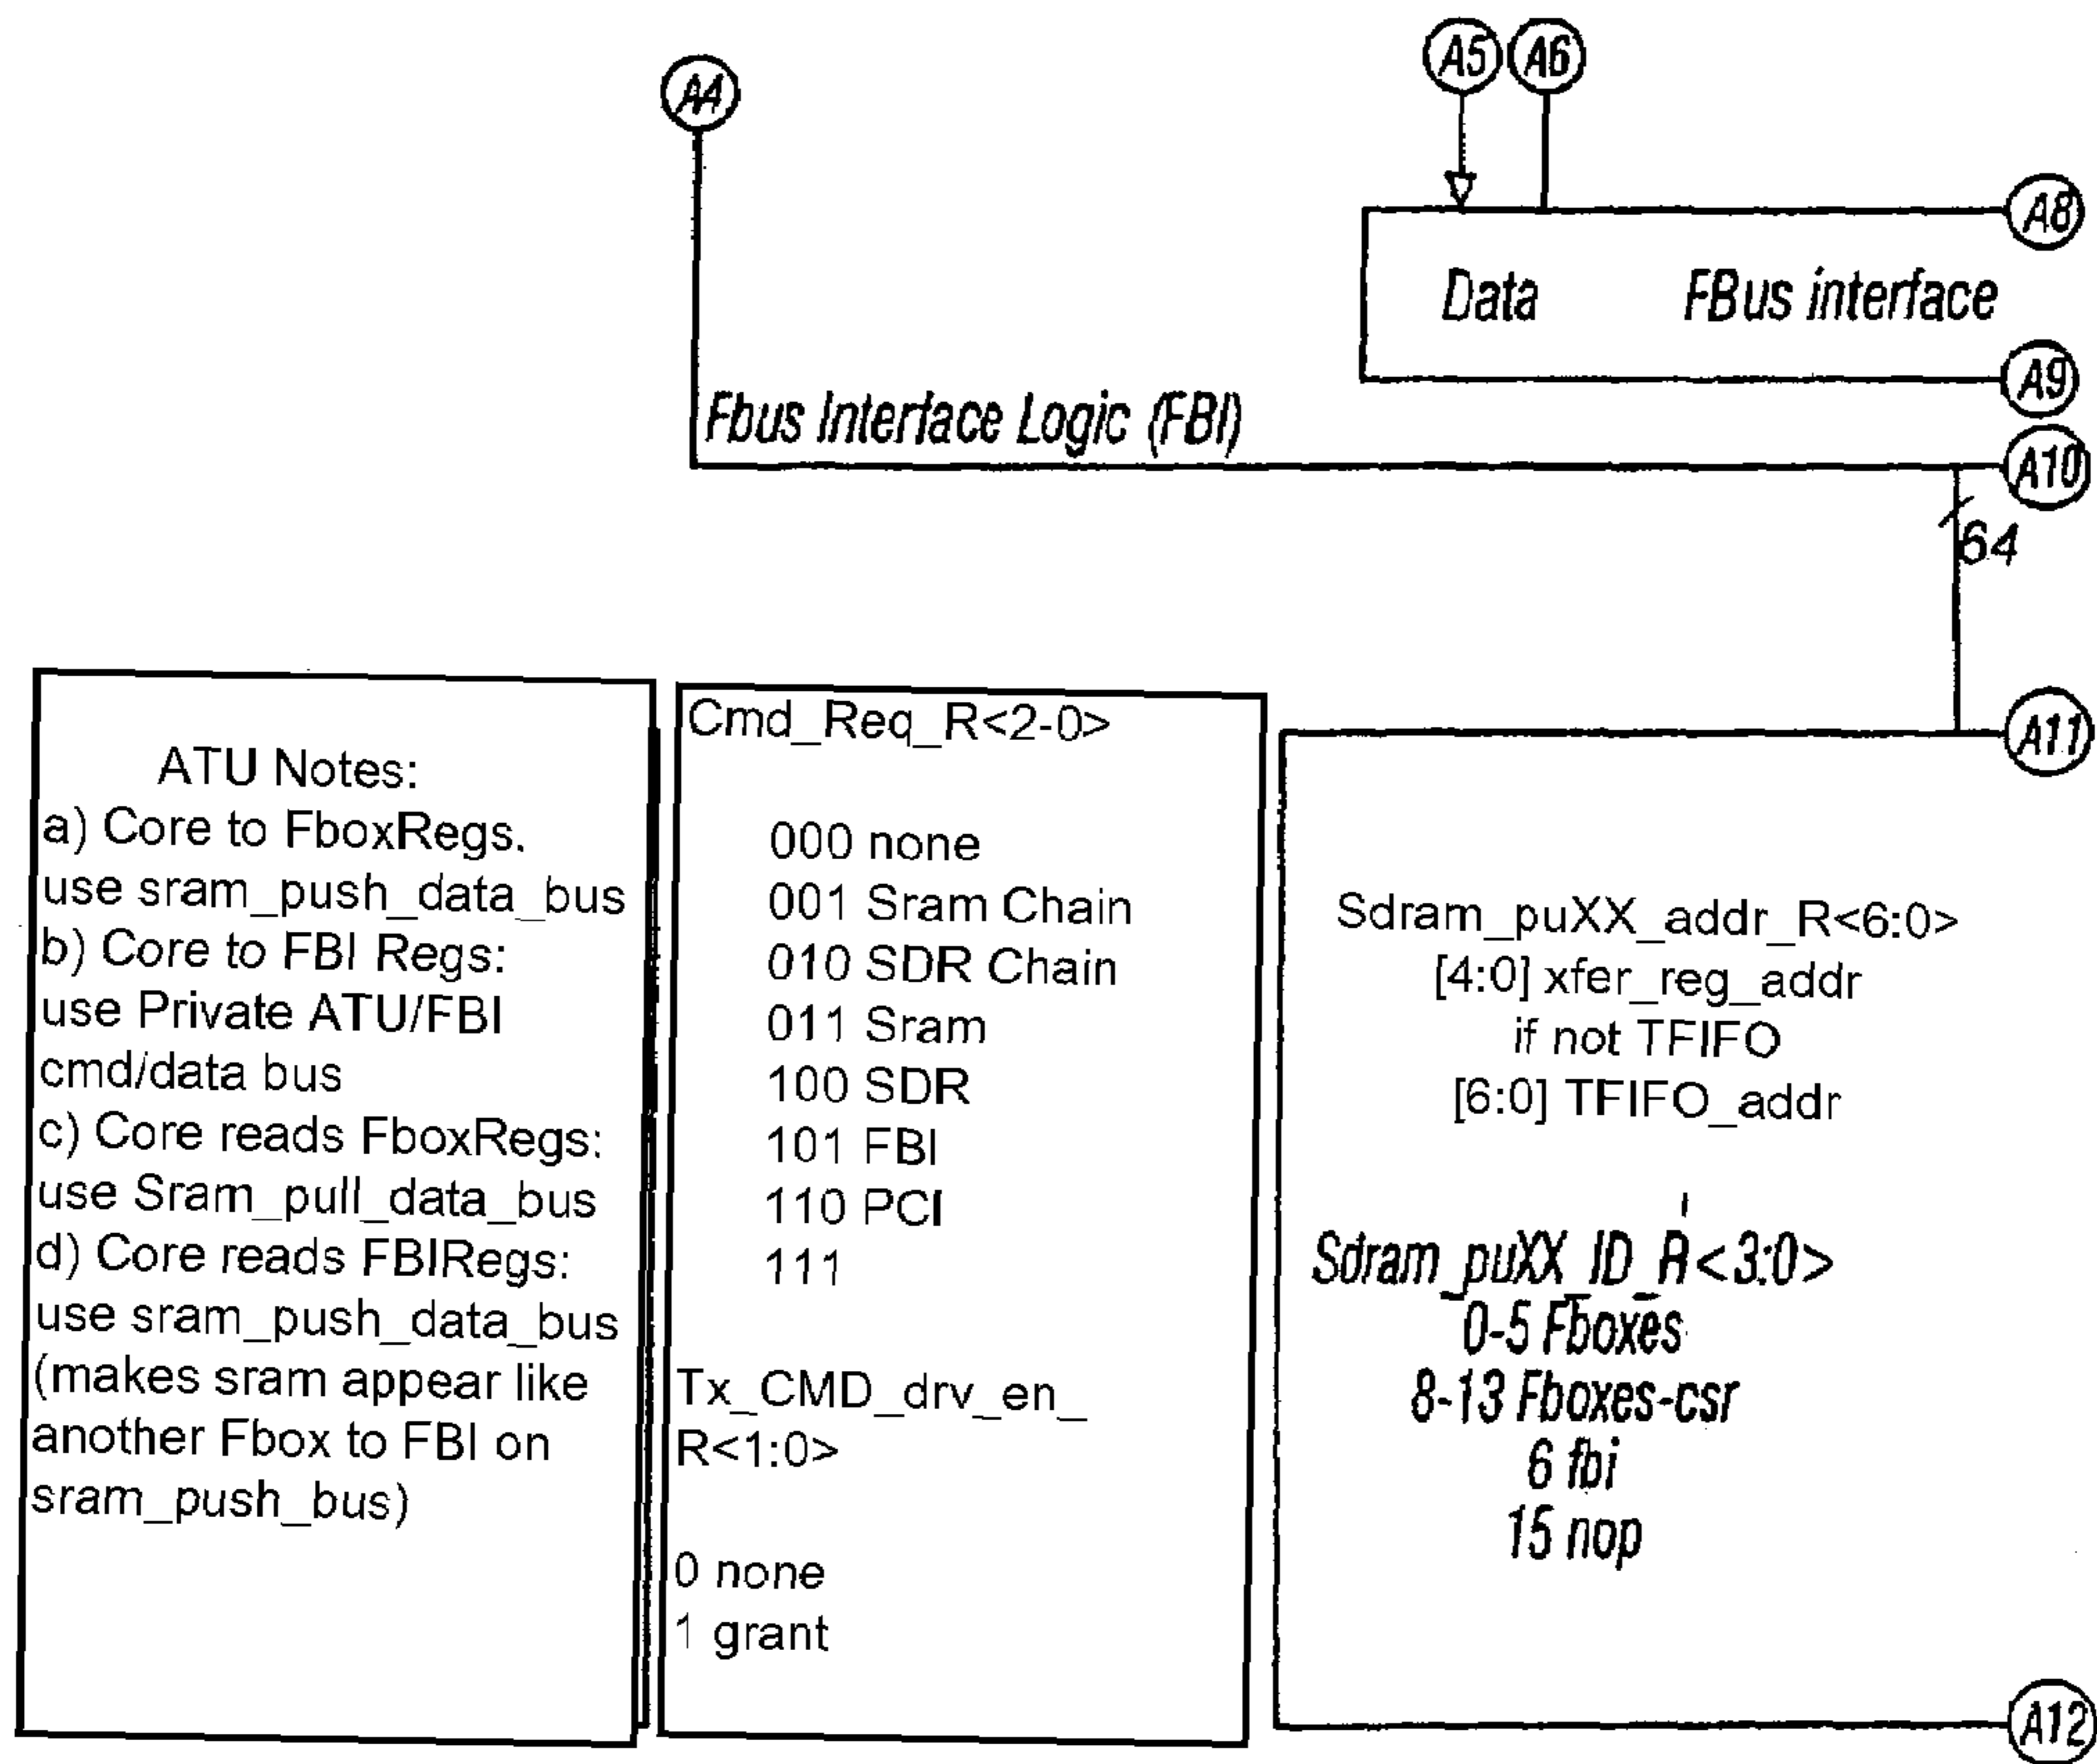 A4
A5
A6
A8
Data FBus interface
A9
Fbus Interface Logic (FBI)
A10
64
A11
ATU Notes:
a) Core to FboxRegs.
use sram_push_data_bus
b) Core to FBI Regs:
use Private ATU/FBI
cmd/data bus
c) Core reads FboxRegs:
use Sram_pull_data_bus
d) Core reads FBIRegs:
use sram_push_data_bus
(makes sram appear like
another Fbox to FBI on
sram_push_bus)
Cmd_Req_R<2-0>
000 none
001 Sram Chain
010 SDR Chain
011 Sram
100 SDR
101 FBI
110 PCI
111
Tx_CMD_drv_en_
R<1:0>
0 none
1 grant
Sdram_puXX_addr_R<6:0>
[4:0] xfer_reg_addr
if not TFIFO
[6:0] TFIFO_addr
Sdram_puXX_ID_R<3:0>
0-5 Fboxes
8-13 Fboxes-csr
6 fbi
15 nop
A12